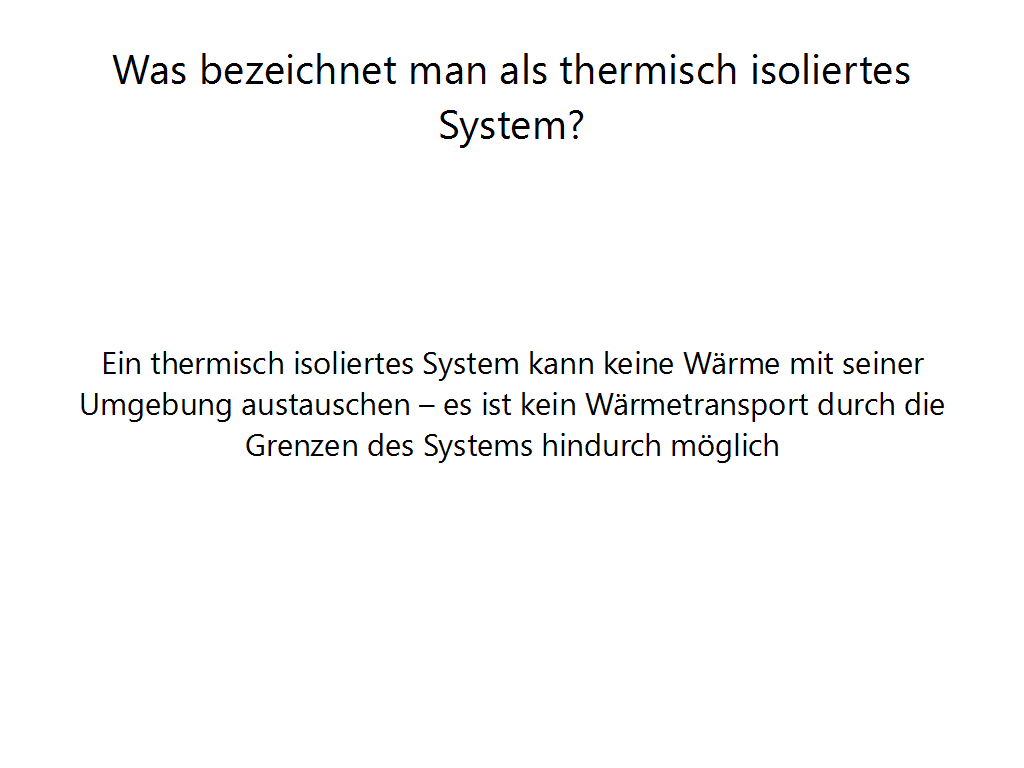 Was bezeichnet man als thermisch isoliertes
System?
Ein thermisch isoliertes System kann keine Wärme mit seiner
Umgebung austauschen – es ist kein Wärmetransport durch die
Grenzen des Systems hindurch möglich